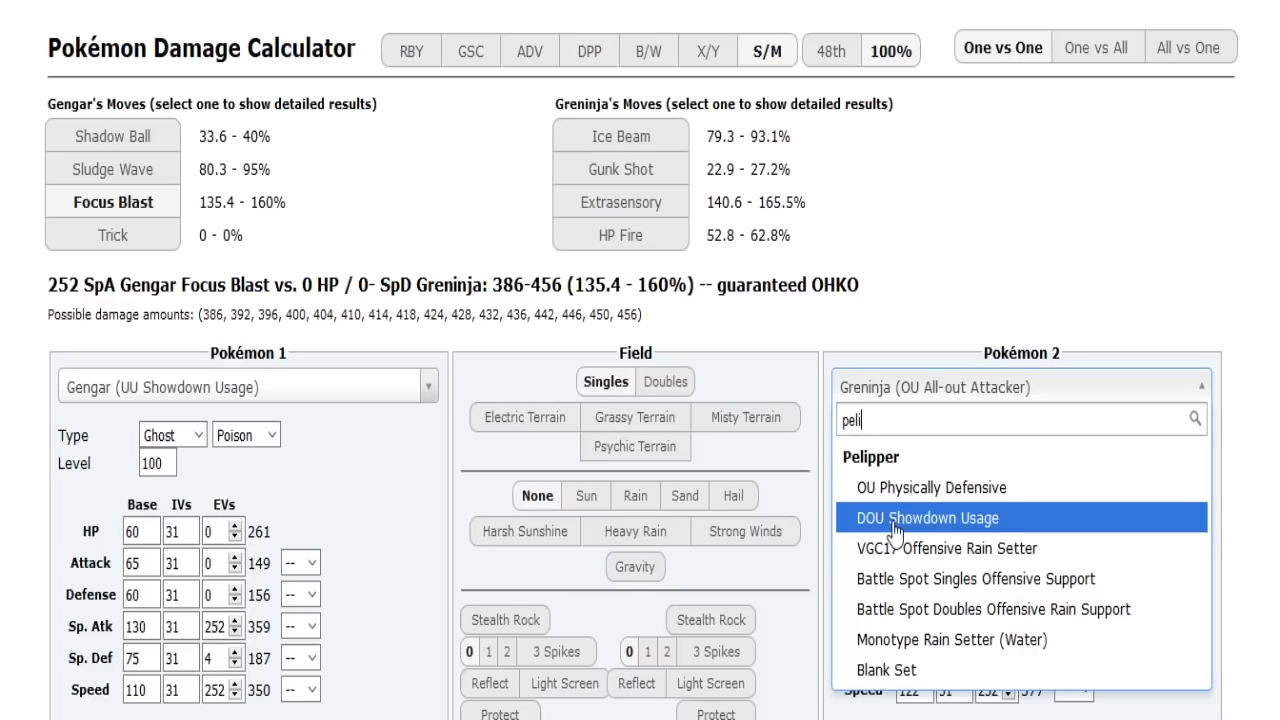 Pokémon Damage Calculator RBY GSC ADV DPP B/W X/Y S/M 48th 100% One vs One One vs All All vs One
Gengar's Moves (select one to show detailed results) Greninja's Moves (select one to show detailed results)
Shadow Ball 33.6 - 40% Ice Beam 79.3 - 93.1%
Sludge Wave 80.3 - 95% Gunk Shot 22.9 - 27.2%
Focus Blast 135.4 - 160% Extrasensory 140.6 - 165.5%
Trick 0 - 0% HP Fire 52.8 - 62.8%
252 SpA Gengar Focus Blast vs. 0 HP / 0- SpD Greninja: 386-456 (135.4 - 160%) -- guaranteed OHKO
Possible damage amounts: (386, 392, 396, 400, 404, 410, 414, 418, 424, 428, 432, 436, 442, 446, 450, 456)
Pokémon 1
Gengar (UU Showdown Usage)
Type Ghost Poison
Level 100
Base IVs EVs
HP 60 31 0 261
Attack 65 31 0 149 --
Defense 60 31 0 156 --
Sp. Atk 130 31 252 359 --
Sp. Def 75 31 4 187 --
Speed 110 31 252 350 --
Field
Singles Doubles
Electric Terrain Grassy Terrain Misty Terrain
Psychic Terrain
None Sun Rain Sand Hail
Harsh Sunshine Heavy Rain Strong Winds
Gravity
Stealth Rock Stealth Rock
0 1 2 3 Spikes 0 1 2 3 Spikes
Reflect Light Screen Reflect Light Screen
Protect Protect
Pokémon 2
Greninja (OU All-out Attacker)
peli
Pelipper
OU Physically Defensive
DOU Showdown Usage
VGC17 Offensive Rain Setter
Battle Spot Singles Offensive Support
Battle Spot Doubles Offensive Rain Support
Monotype Rain Setter (Water)
Blank Set
Speed 122 31 252 377